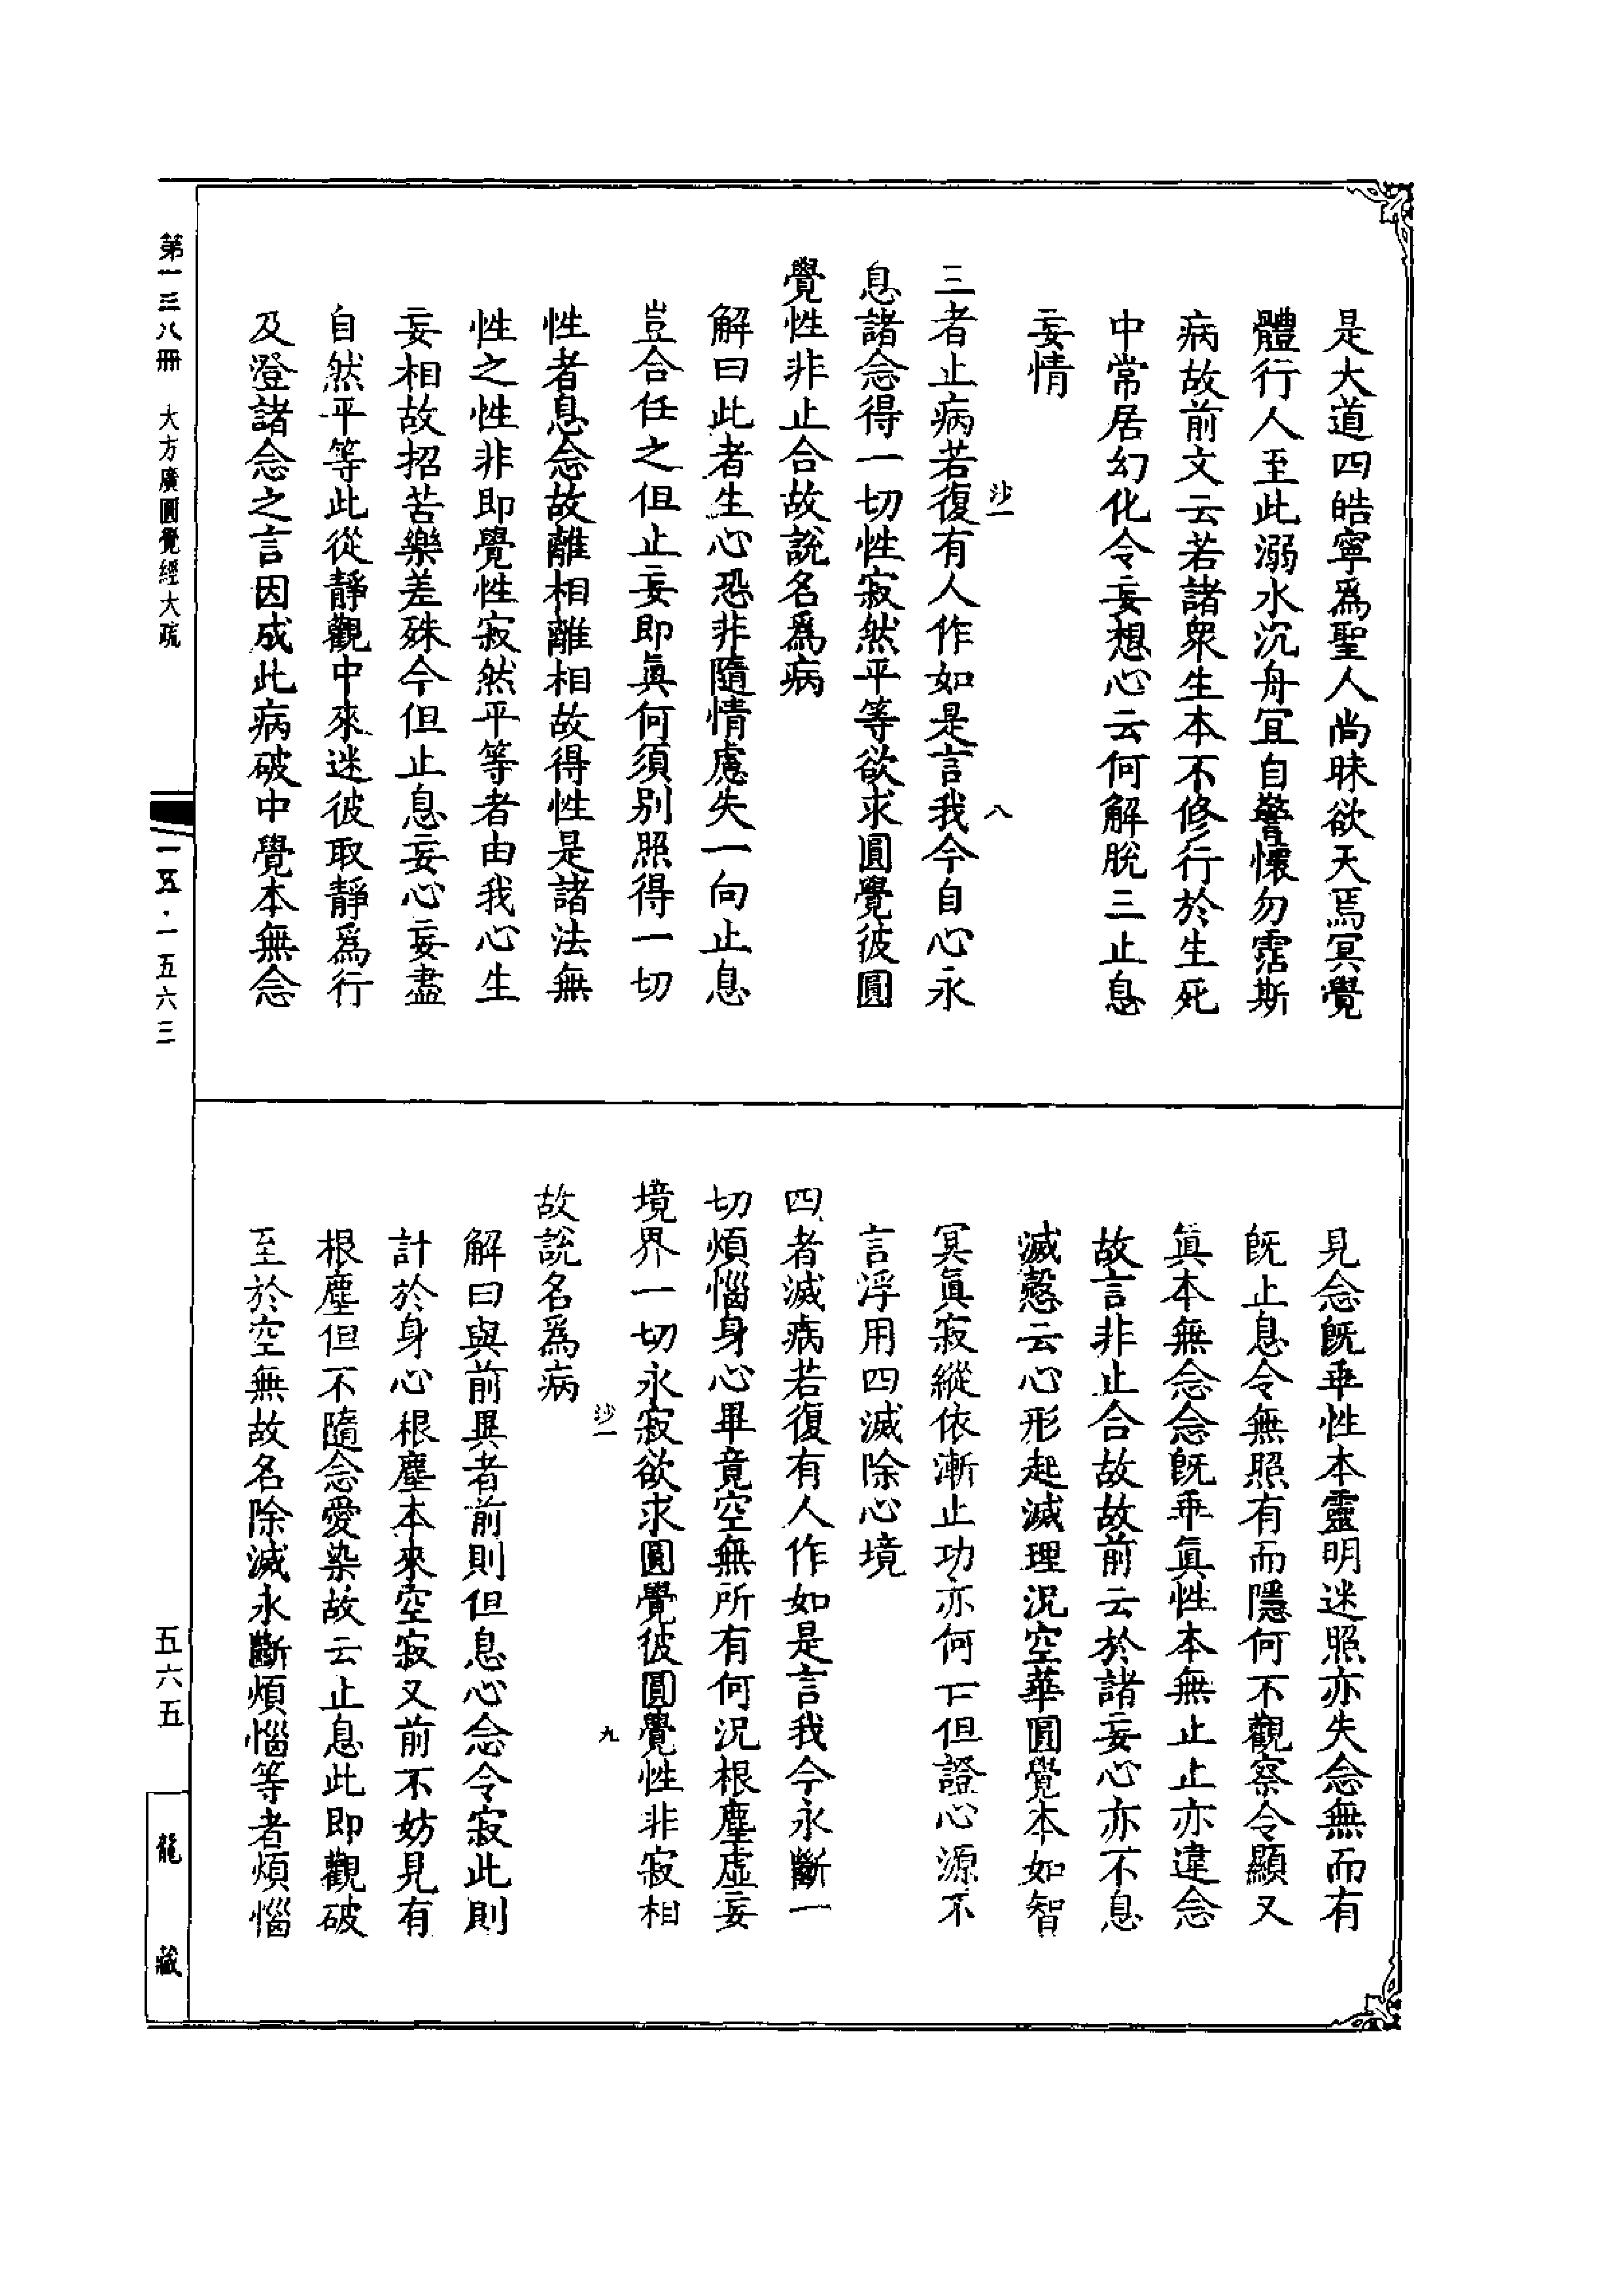 是大道四皓寧爲聖人尚昧欲天焉冥覺
體行人至此溺水沉舟宜自警懷勿霑斯
病故前文云若諸衆生本不修行於生死
中常居幻化令妄想心云何解脫三止息
妄情
沙一
八
三者止病若復有人作如是言我今自心永
息諸念得一切性寂然平等欲求圓覺彼圓
覺性非止合故說名爲病
解曰此者生心恐非隨情慮失一向止息
豈合任之但止妄即眞何須別照得一切
性者息念故離相離相故得性是諸法無
性之性非即覺性寂然平等者由我心生
妄相故招苦樂差殊今但止息妄心妄盡
自然平等此從靜觀中來迷彼取靜爲行
及澄諸念之言因成此病破中覺本無念
見念旣乖性本靈明迷照亦失念無而有
旣止息令無照有而隱何不觀察令顯又
眞本無念念旣乖眞性本無止止亦違念
故言非止合故故前云於諸妄心亦不息
滅慤云心形起滅理況空華圓覺本如智
冥眞寂縱依漸止功亦何亡但證心源不
言浮用四滅除心境
四者滅病若復有人作如是言我今永斷一
切煩惱身心畢竟空無所有何況根塵虛妄
境界一切永寂欲求圓覺彼圓覺性非寂相
沙一
九
故說名爲病
解曰與前異者前則但息心念令寂此則
計於身心根塵本來空寂又前不妨見有
根塵但不隨念愛染故云止息此即觀破
至於空無故名除滅永斷煩惱等者煩惱
第一三八冊 大方廣圓覺經大疏
一五·一五六三
五六五
龍藏